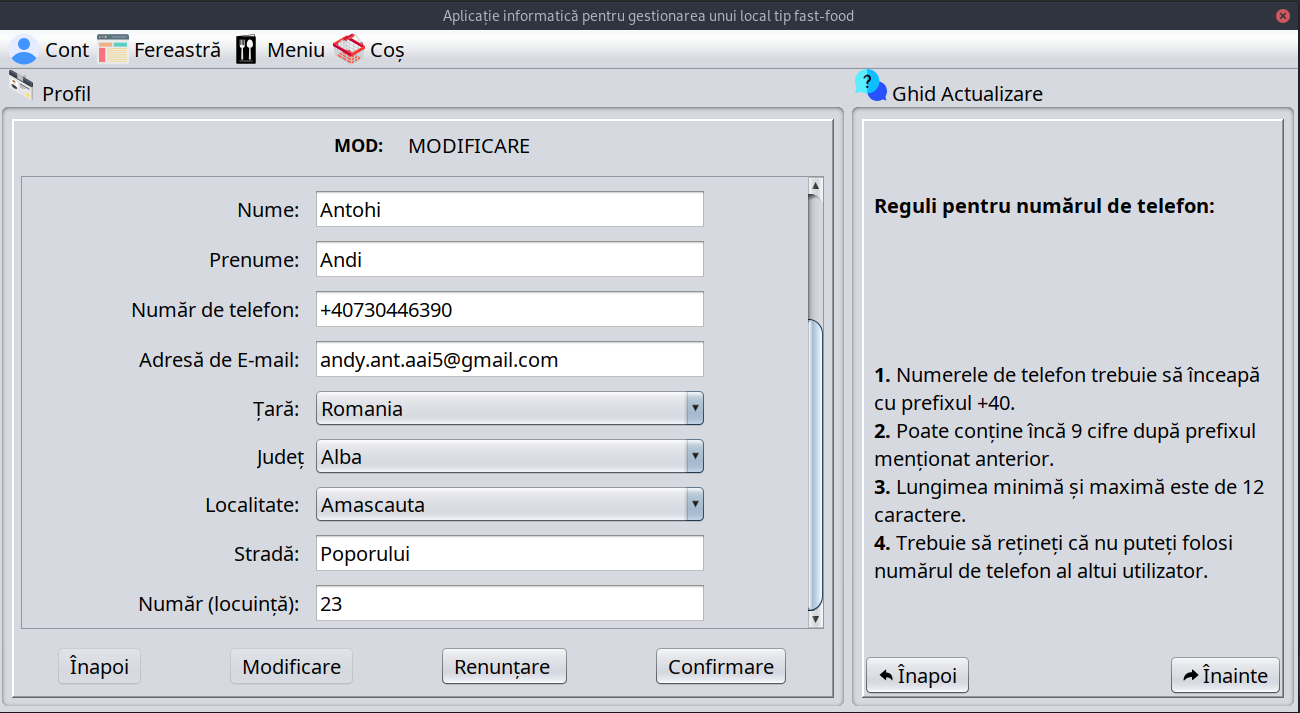 Aplicație informatică pentru gestionarea unui local tip fast-food
Cont Fereastră Meniu Coș
Profil
MOD: MODIFICARE
Nume: Antohi
Prenume: Andi
Număr de telefon: +40730446390
Adresă de E-mail: andy.ant.aai5@gmail.com
Țară: Romania
Județ Alba
Localitate: Amascauta
Stradă: Poporului
Număr (locuință): 23
Înapoi Modificare Renunțare Confirmare
Ghid Actualizare
Reguli pentru numărul de telefon:
1. Numerele de telefon trebuie să înceapă
cu prefixul +40.
2. Poate conține încă 9 cifre după prefixul
menționat anterior.
3. Lungimea minimă și maximă este de 12
caractere.
4. Trebuie să rețineți că nu puteți folosi
numărul de telefon al altui utilizator.
Înapoi Înainte